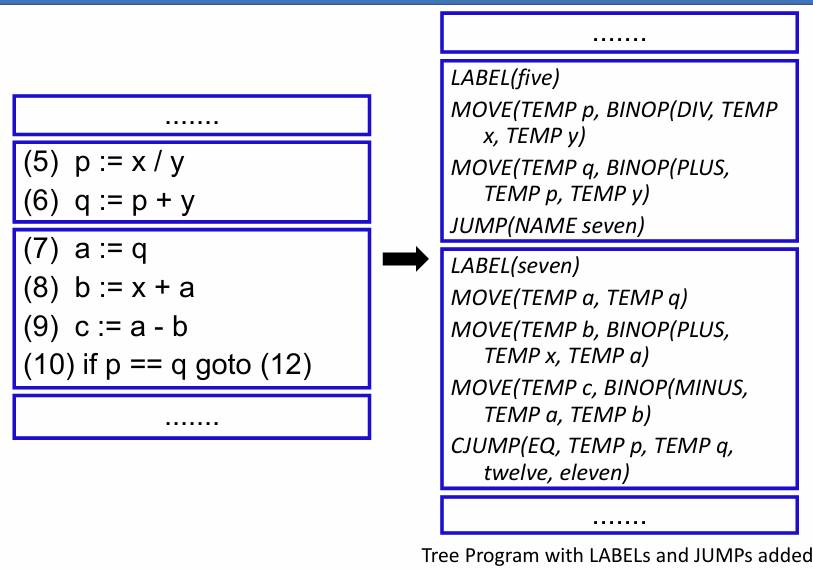 .......
(5) p := x / y
(6) q := p + y
(7) a := q
(8) b := x + a
(9) c := a - b
(10) if p == q goto (12)
.......
.......
LABEL(five)
MOVE(TEMP p, BINOP(DIV, TEMP
x, TEMP y)
MOVE(TEMP q, BINOP(PLUS,
TEMP p, TEMP y)
JUMP(NAME seven)
LABEL(seven)
MOVE(TEMP a, TEMP q)
MOVE(TEMP b, BINOP(PLUS,
TEMP x, TEMP a)
MOVE(TEMP c, BINOP(MINUS,
TEMP a, TEMP b)
CJUMP(EQ, TEMP p, TEMP q,
twelve, eleven)
.......
Tree Program with LABELs and JUMPs added